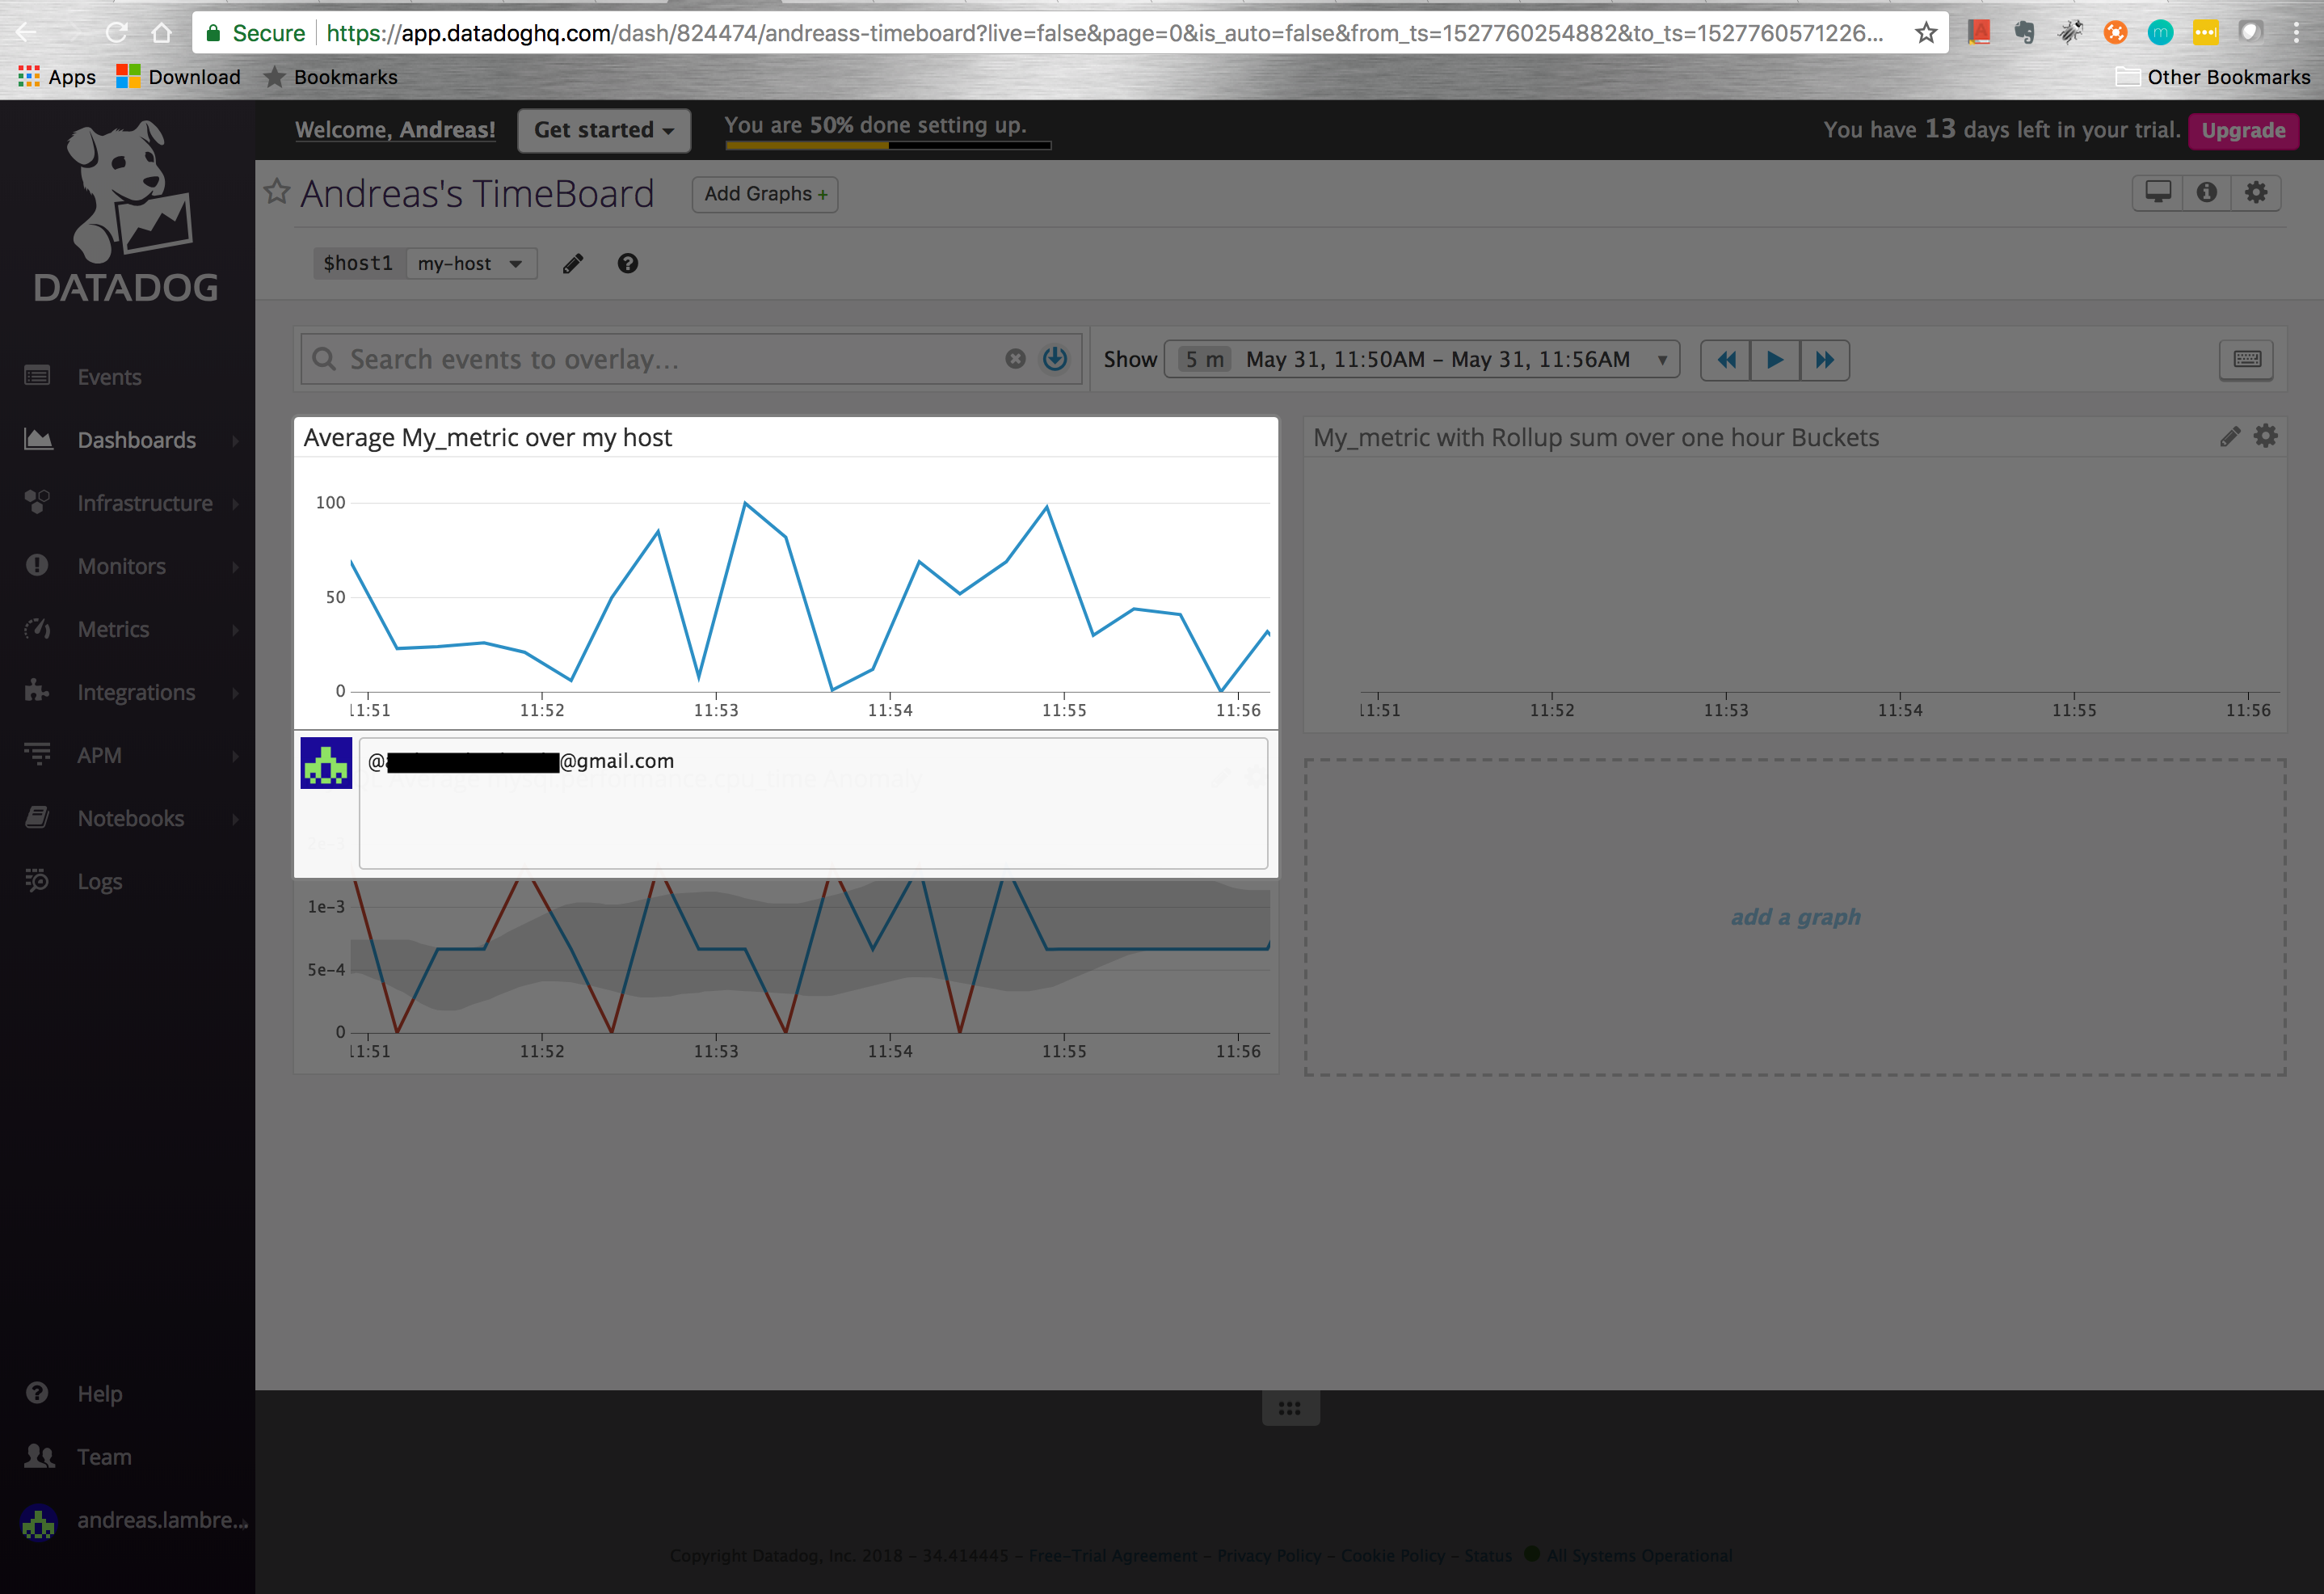 Secure https://app.datadoghq.com/dash/824474/andreass-timeboard?live=false&page=0&is_auto=false&from_ts=1527760254882&to_ts=1527760571226...
Apps Download Bookmarks Other Bookmarks
DATADOG
Welcome, Andreas! Get started You are 50% done setting up. You have 13 days left in your trial. Upgrade
Andreas's TimeBoard Add Graphs +
$host1 my-host
Search events to overlay... Show 5 m May 31, 11:50AM – May 31, 11:56AM
Events
Dashboards
Infrastructure
Monitors
Metrics
Integrations
APM
Notebooks
Logs
Help
Team
andreas.lambre...
Average My_metric over my host
100
50
0
11:51 11:52 11:53 11:54 11:55 11:56
My_metric with Rollup sum over one hour Buckets
11:51 11:52 11:53 11:54 11:55 11:56
@gmail.com
1e-3
5e-4
0
11:51 11:52 11:53 11:54 11:55 11:56
add a graph
Copyright Datadog, Inc. 2018 – 34.414445 – Free-Trial Agreement – Privacy Policy – Cookie Policy – Status All Systems Operational